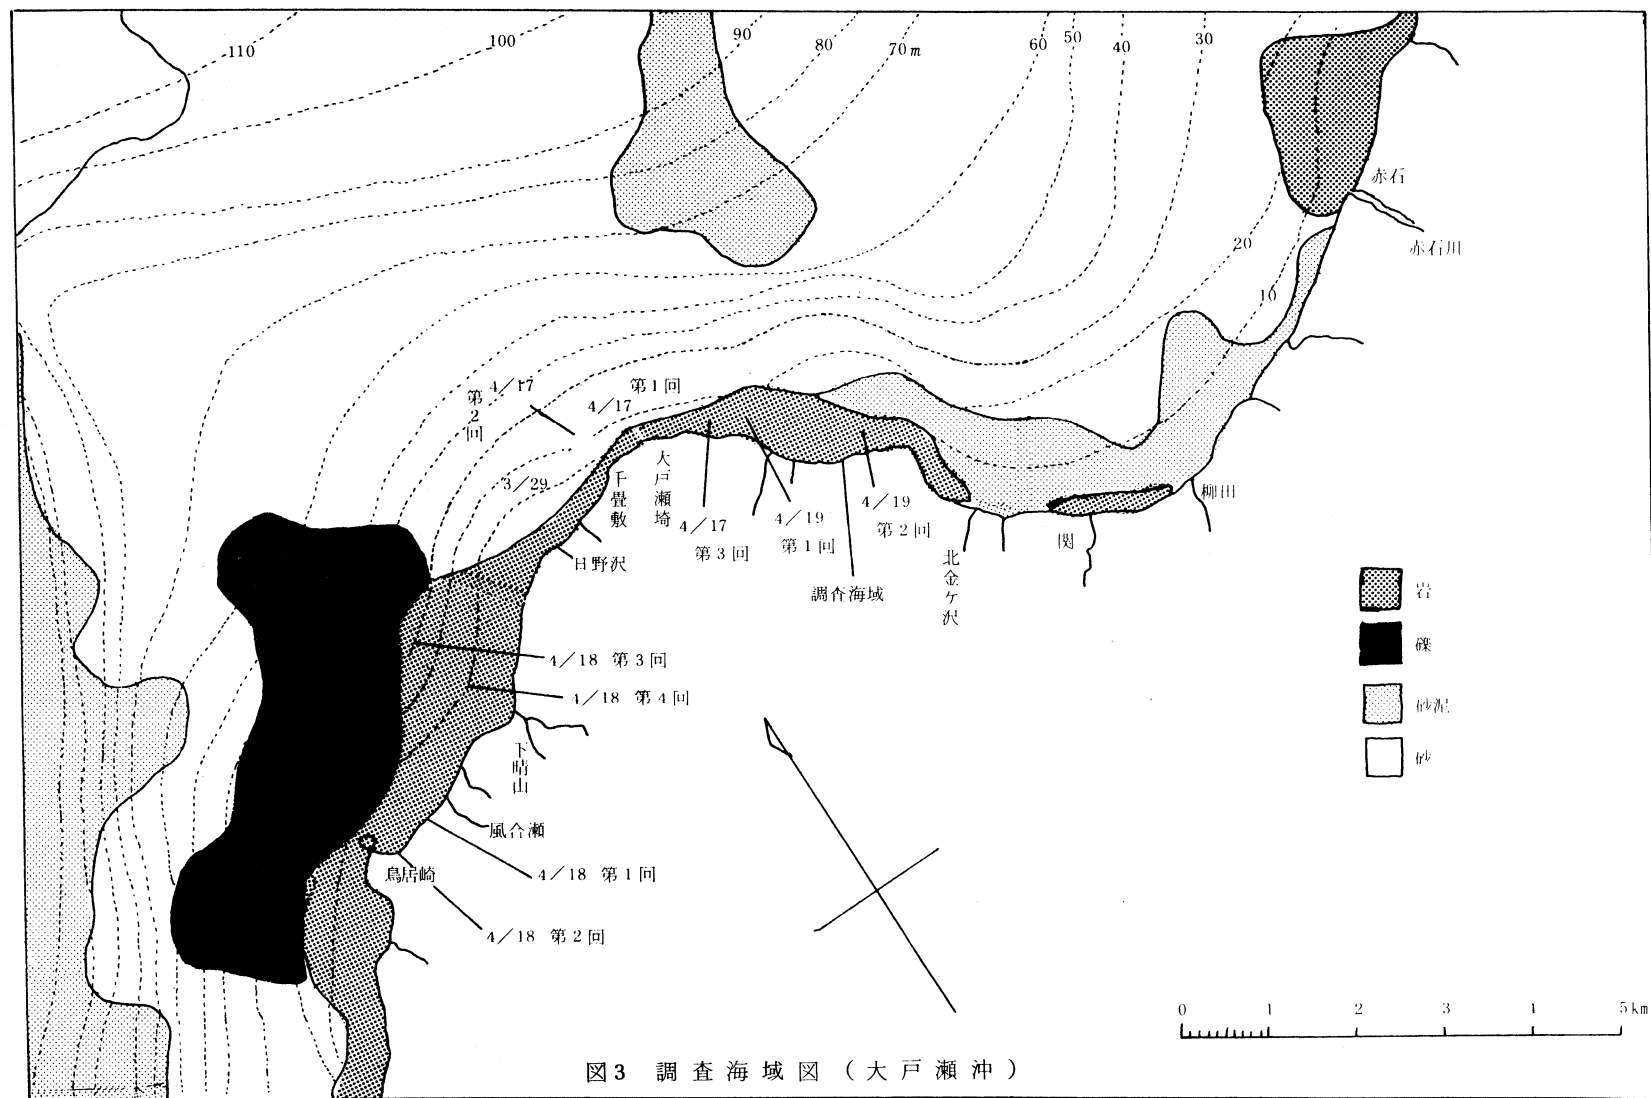 110
100
90
80
70m
60
50
40
30
赤石
赤石川
20
10
4/17
第2回
第1回
4/17
3/29
千畳敷
大戸瀬埼
日野沢
4/17
第3回
4/19
第1回
4/19
第2回
調査海域
北金ケ沢
関
柳田
岩
礫
砂泥
砂
4/18 第3回
4/18 第4回
下晴山
風合瀬
鳥居崎
4/18 第1回
4/18 第2回
0 1 2 3 4 5km
図3 調査海域図(大戸瀬沖)